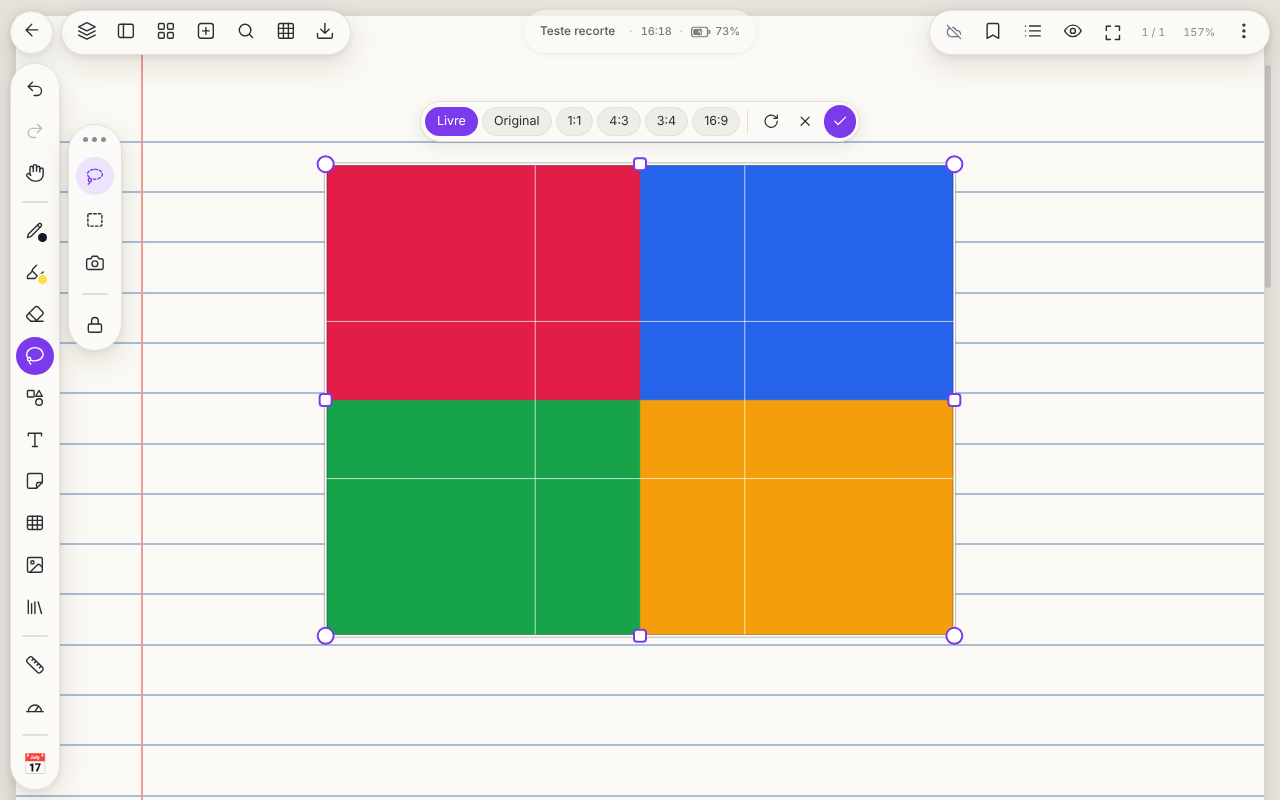 Teste recorte · 16:18 · 73%
1 / 1 157%
Livre Original 1:1 4:3 3:4 16:9
July
17